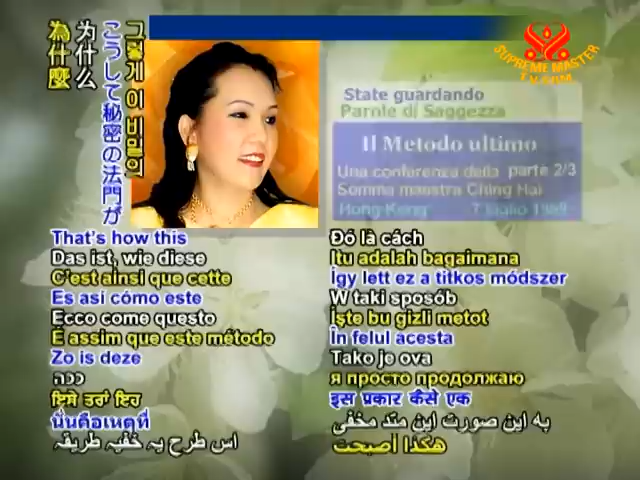 為什麼
为什么
こうして秘密の法門が
그렇게 이 비밀의
SUPREME MASTER
TV.COM
State guardando
Parole di Saggezza
Il Metodo ultimo
Una conferenza della parte 2/3
Somma maestra Ching Hai
Hong Kong 7 luglio 1989
That's how this
Das ist, wie diese
C'est ainsi que cette
Es así cómo este
Ecco come questo
É assim que este método
Zo is deze
ככה
ਇਸੇ ਤਰਾਂ ਇਹ
นั่นคือเหตุที่
اس طرح یہ خفیہ طریقہ
Đó là cách
Itu adalah bagaimana
Így lett ez a titkos módszer
W taki sposób
İşte bu gizli metot
În felul acesta
Tako je ova
я просто продолжаю
इस प्रकार कैसे एक
به این صورت این متد مخفی
هكذا أصبحت